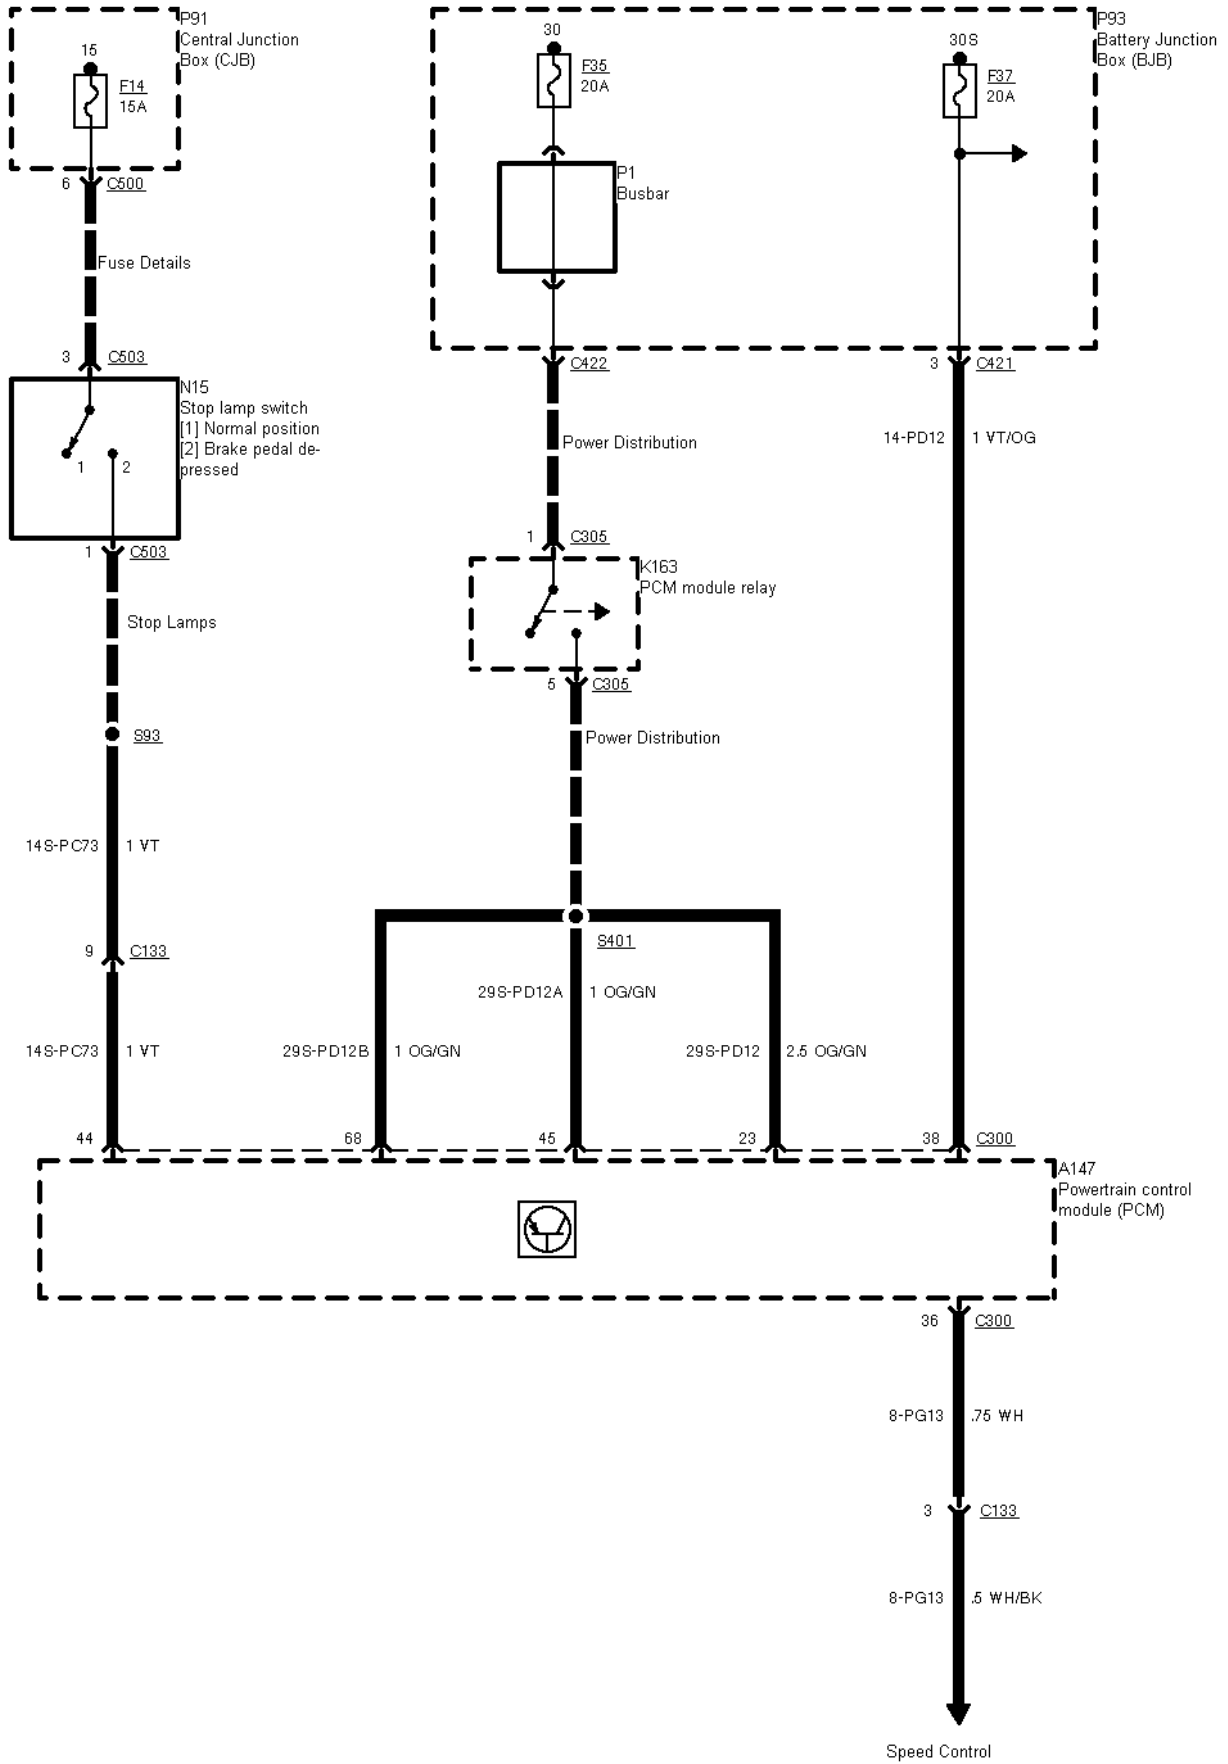 P91
Central Junction
Box (CJB)
15
F14
15A
6
C500
Fuse Details
3
C503
N15
Stop lamp switch
[1] Normal position
[2] Brake pedal de-
pressed
1
2
1
C503
Stop Lamps
S93
14S-PC73
1 VT
9
C133
14S-PC73
1 VT
P93
Battery Junction
Box (BJB)
30
F35
20A
30S
F37
20A
P1
Busbar
C422
3
C421
Power Distribution
14-PD12
1 VT/OG
1
C305
K163
PCM module relay
5
C305
Power Distribution
S401
29S-PD12A
1 OG/GN
29S-PD12B
1 OG/GN
29S-PD12
2.5 OG/GN
44
68
45
23
38
C300
A147
Powertrain control
module (PCM)
36
C300
8-PG13
.75 WH
3
C133
8-PG13
.5 WH/BK
Speed Control